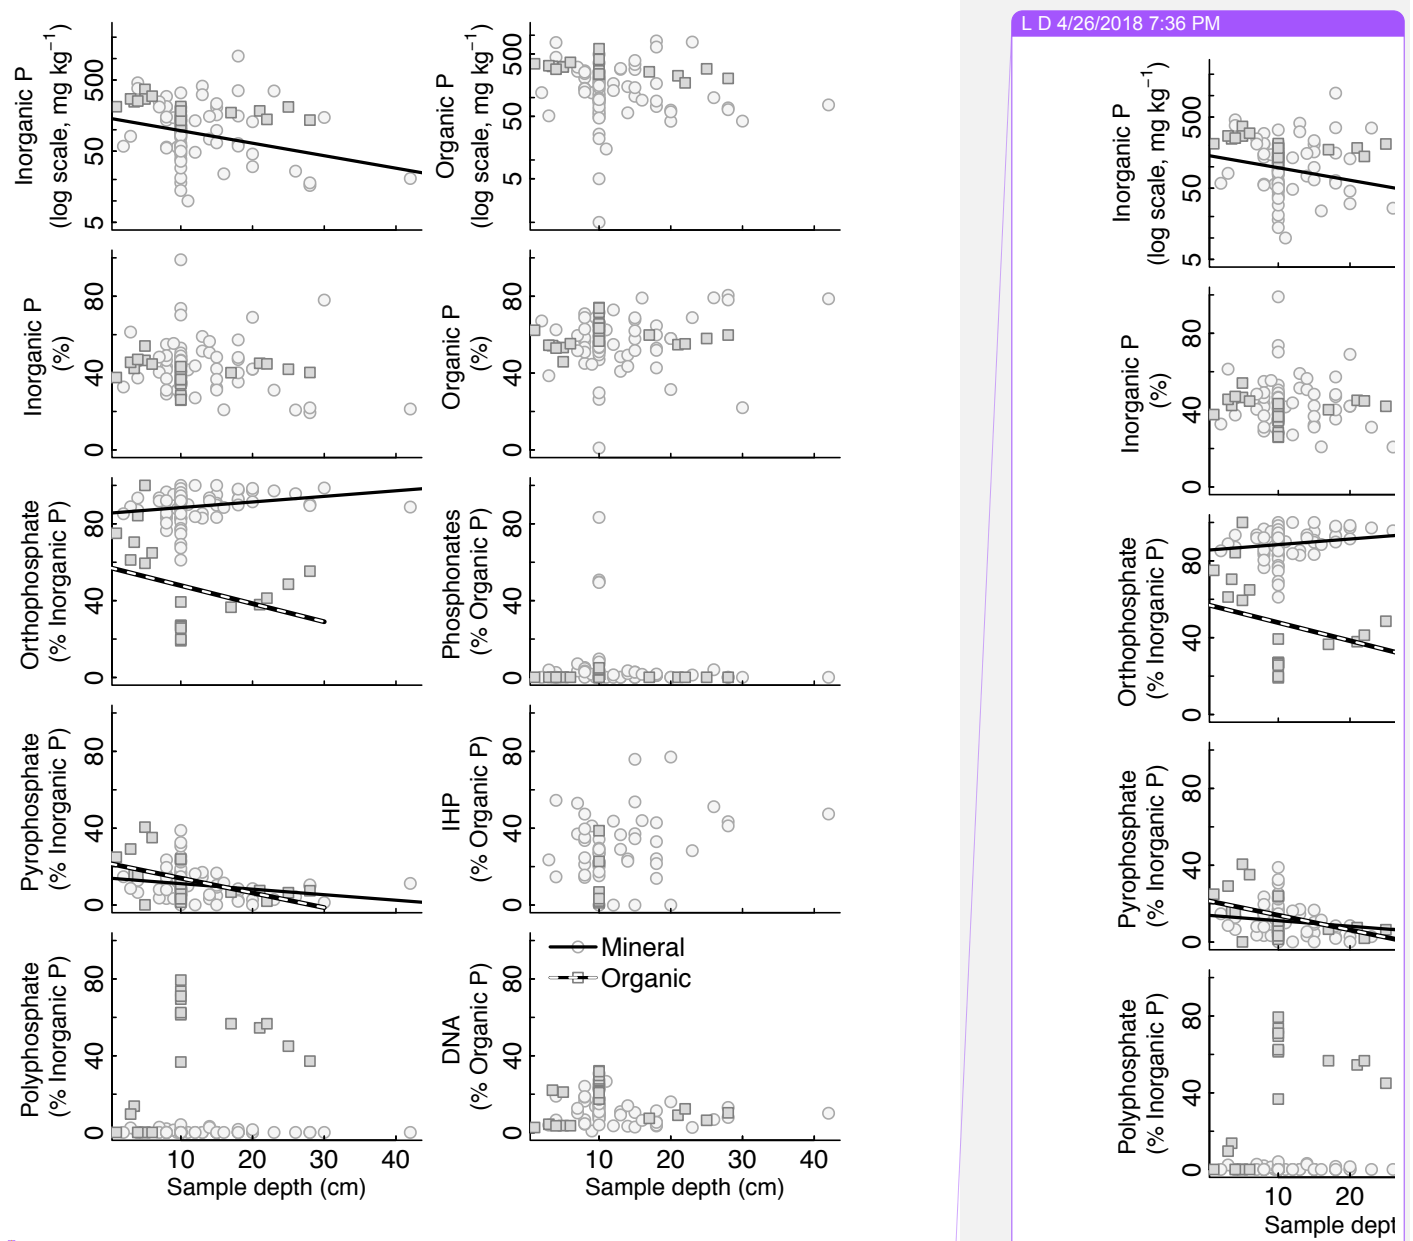 Inorganic P
(log scale, mg kg⁻¹)
5 50 500
Organic P
(log scale, mg kg⁻¹)
5 50 500
Inorganic P
(%)
0 40 80
Organic P
(%)
0 40 80
Orthophosphate
(% Inorganic P)
0 40 80
Phosphonates
(% Organic P)
0 40 80
Pyrophosphate
(% Inorganic P)
0 40 80
IHP
(% Organic P)
0 40 80
Polyphosphate
(% Inorganic P)
0 40 80
DNA
(% Organic P)
0 40 80
Mineral
Organic
10 20 30 40
Sample depth (cm)
10 20 30 40
Sample depth (cm)
L D 4/26/2018 7:36 PM
Inorganic P
(log scale, mg kg⁻¹)
5 50 500
Inorganic P
(%)
0 40 80
Orthophosphate
(% Inorganic P)
0 40 80
Pyrophosphate
(% Inorganic P)
0 40 80
Polyphosphate
(% Inorganic P)
0 40 80
10 20
Sample dept